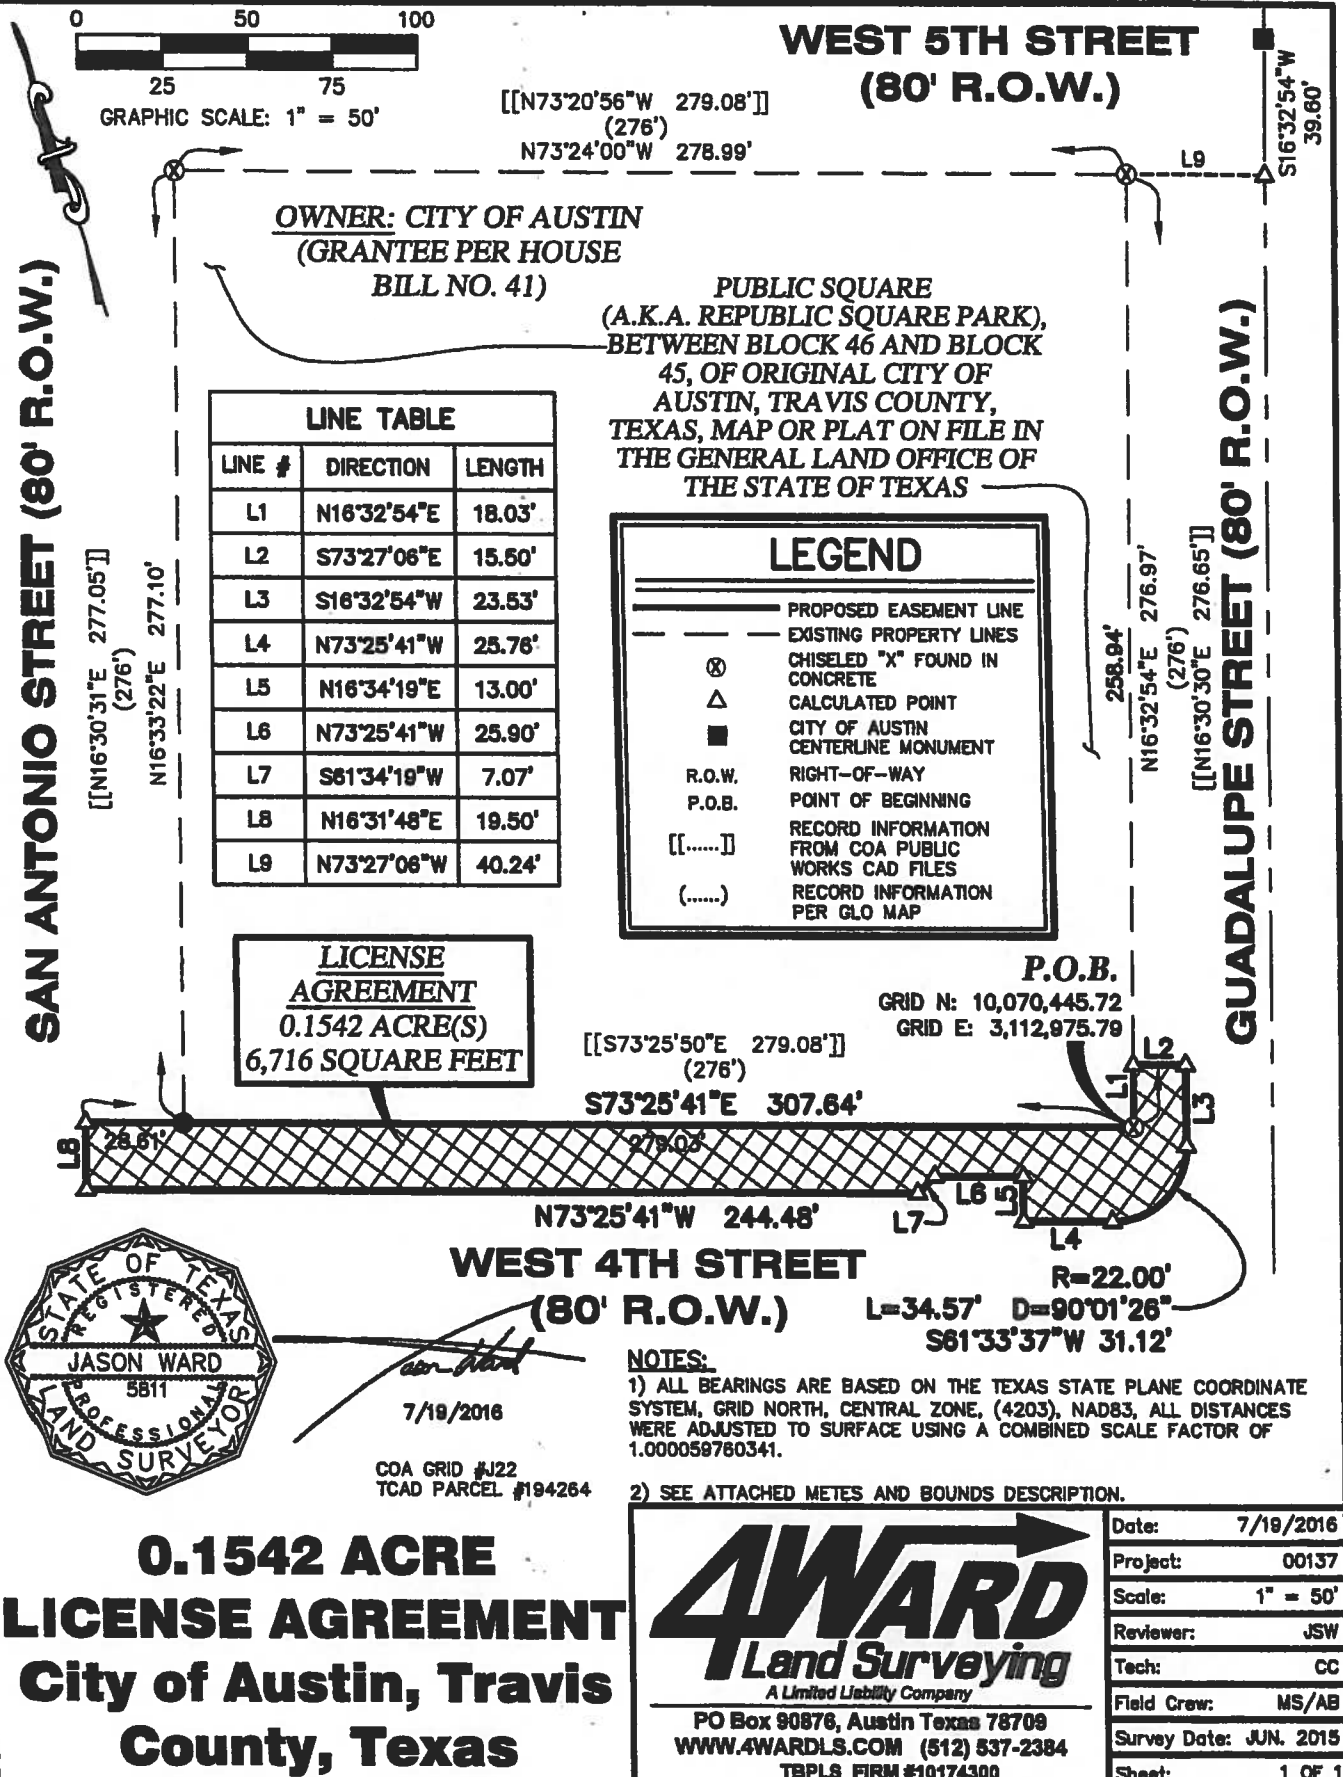 0 50 100
25 75
GRAPHIC SCALE: 1" = 50'
WEST 5TH STREET
(80' R.O.W.)
[[N73°20'56"W 279.08']]
(276')
N73°24'00"W 278.99'
L9
S16°32'54"W
39.60'
OWNER: CITY OF AUSTIN
(GRANTEE PER HOUSE
BILL NO. 41)
PUBLIC SQUARE
(A.K.A. REPUBLIC SQUARE PARK),
BETWEEN BLOCK 46 AND BLOCK
45, OF ORIGINAL CITY OF
AUSTIN, TRAVIS COUNTY,
TEXAS, MAP OR PLAT ON FILE IN
THE GENERAL LAND OFFICE OF
THE STATE OF TEXAS
SAN ANTONIO STREET (80' R.O.W.)
[[N16°30'31"E 277.05']]
(276')
N16°33'22"E 277.10'
LINE TABLE
LINE # DIRECTION LENGTH
L1 N16°32'54"E 18.03'
L2 S73°27'06"E 15.50'
L3 S16°32'54"W 23.53'
L4 N73°25'41"W 25.76'
L5 N16°34'19"E 13.00'
L6 N73°25'41"W 25.90'
L7 S61°34'19"W 7.07'
L8 N16°31'48"E 19.50'
L9 N73°27'06"W 40.24'
LEGEND
PROPOSED EASEMENT LINE
EXISTING PROPERTY LINES
CHISELED "X" FOUND IN
CONCRETE
CALCULATED POINT
CITY OF AUSTIN
CENTERLINE MONUMENT
R.O.W. RIGHT-OF-WAY
P.O.B. POINT OF BEGINNING
[[......]] RECORD INFORMATION
FROM COA PUBLIC
WORKS CAD FILES
(......) RECORD INFORMATION
PER GLO MAP
258.94'
N16°32'54"E 276.97'
(276')
[[N16°30'30"E 276.65']]
GUADALUPE STREET (80' R.O.W.)
LICENSE
AGREEMENT
0.1542 ACRE(S)
6,716 SQUARE FEET
P.O.B.
GRID N: 10,070,445.72
GRID E: 3,112,975.79
[[S73°25'50"E 279.08']]
(276')
S73°25'41"E 307.64'
L1
L2
L3
L8
28.61'
279.03'
N73°25'41"W 244.48'
L7
L6
L5
L4
WEST 4TH STREET
(80' R.O.W.)
R=22.00'
L=34.57' D=90°01'26"
S61°33'37"W 31.12'
STATE OF TEXAS
REGISTERED
JASON WARD
5811
PROFESSIONAL
LAND SURVEYOR
7/19/2016
COA GRID #J22
TCAD PARCEL #194264
NOTES:
1) ALL BEARINGS ARE BASED ON THE TEXAS STATE PLANE COORDINATE
SYSTEM, GRID NORTH, CENTRAL ZONE, (4203), NAD83, ALL DISTANCES
WERE ADJUSTED TO SURFACE USING A COMBINED SCALE FACTOR OF
1.000059760341.
2) SEE ATTACHED METES AND BOUNDS DESCRIPTION.
0.1542 ACRE
LICENSE AGREEMENT
City of Austin, Travis
County, Texas
4WARD
Land Surveying
A Limited Liability Company
PO Box 90876, Austin Texas 78709
WWW.4WARDLS.COM (512) 537-2384
TBPLS FIRM #10174300
Date: 7/19/2016
Project: 00137
Scale: 1" = 50'
Reviewer: JSW
Tech: CC
Field Crew: MS/AB
Survey Date: JUN. 2015
Sheet: 1 OF 1